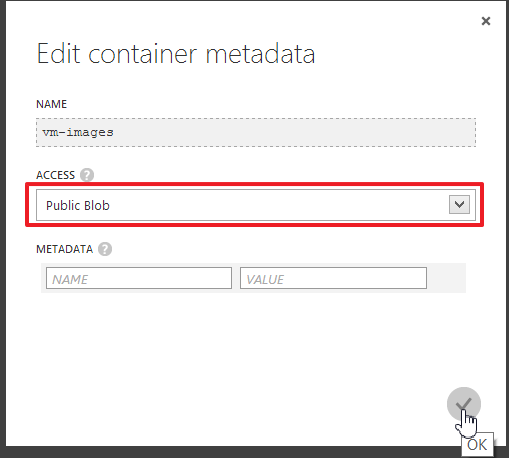 Edit container metadata
NAME
vm-images
ACCESS ?
Public Blob
METADATA ?
NAME VALUE
OK